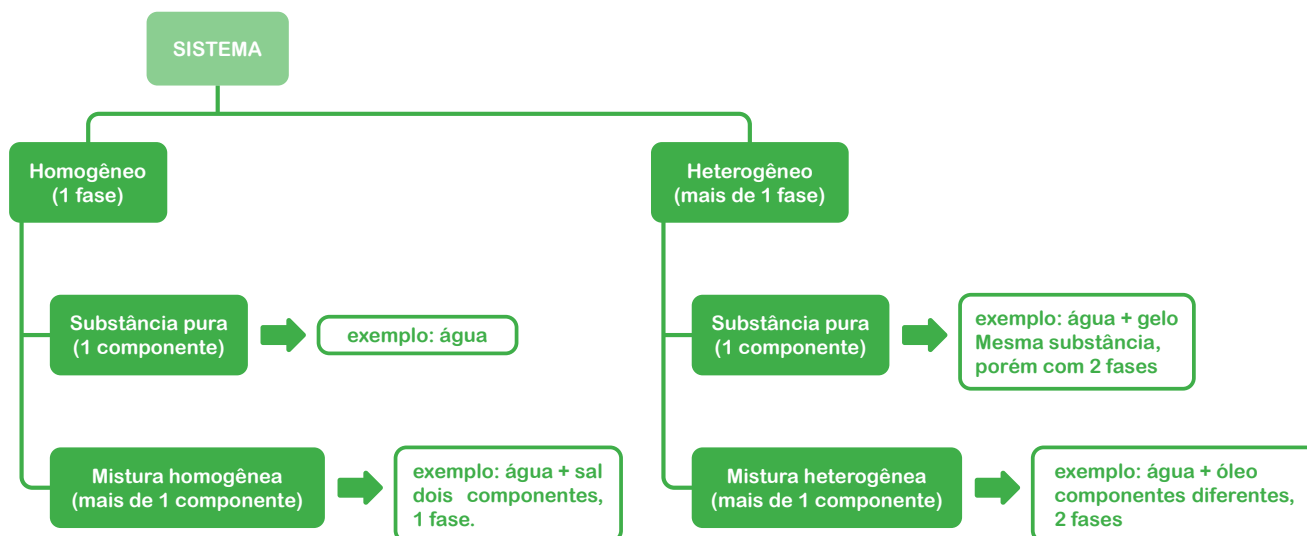 SISTEMA
Homogêneo
(1 fase)
Heterogêneo
(mais de 1 fase)
Substância pura
(1 componente)
exemplo: água
Substância pura
(1 componente)
exemplo: água + gelo
Mesma substância,
porém com 2 fases
Mistura homogênea
(mais de 1 componente)
exemplo: água + sal
dois componentes,
1 fase.
Mistura heterogênea
(mais de 1 componente)
exemplo: água + óleo
componentes diferentes,
2 fases